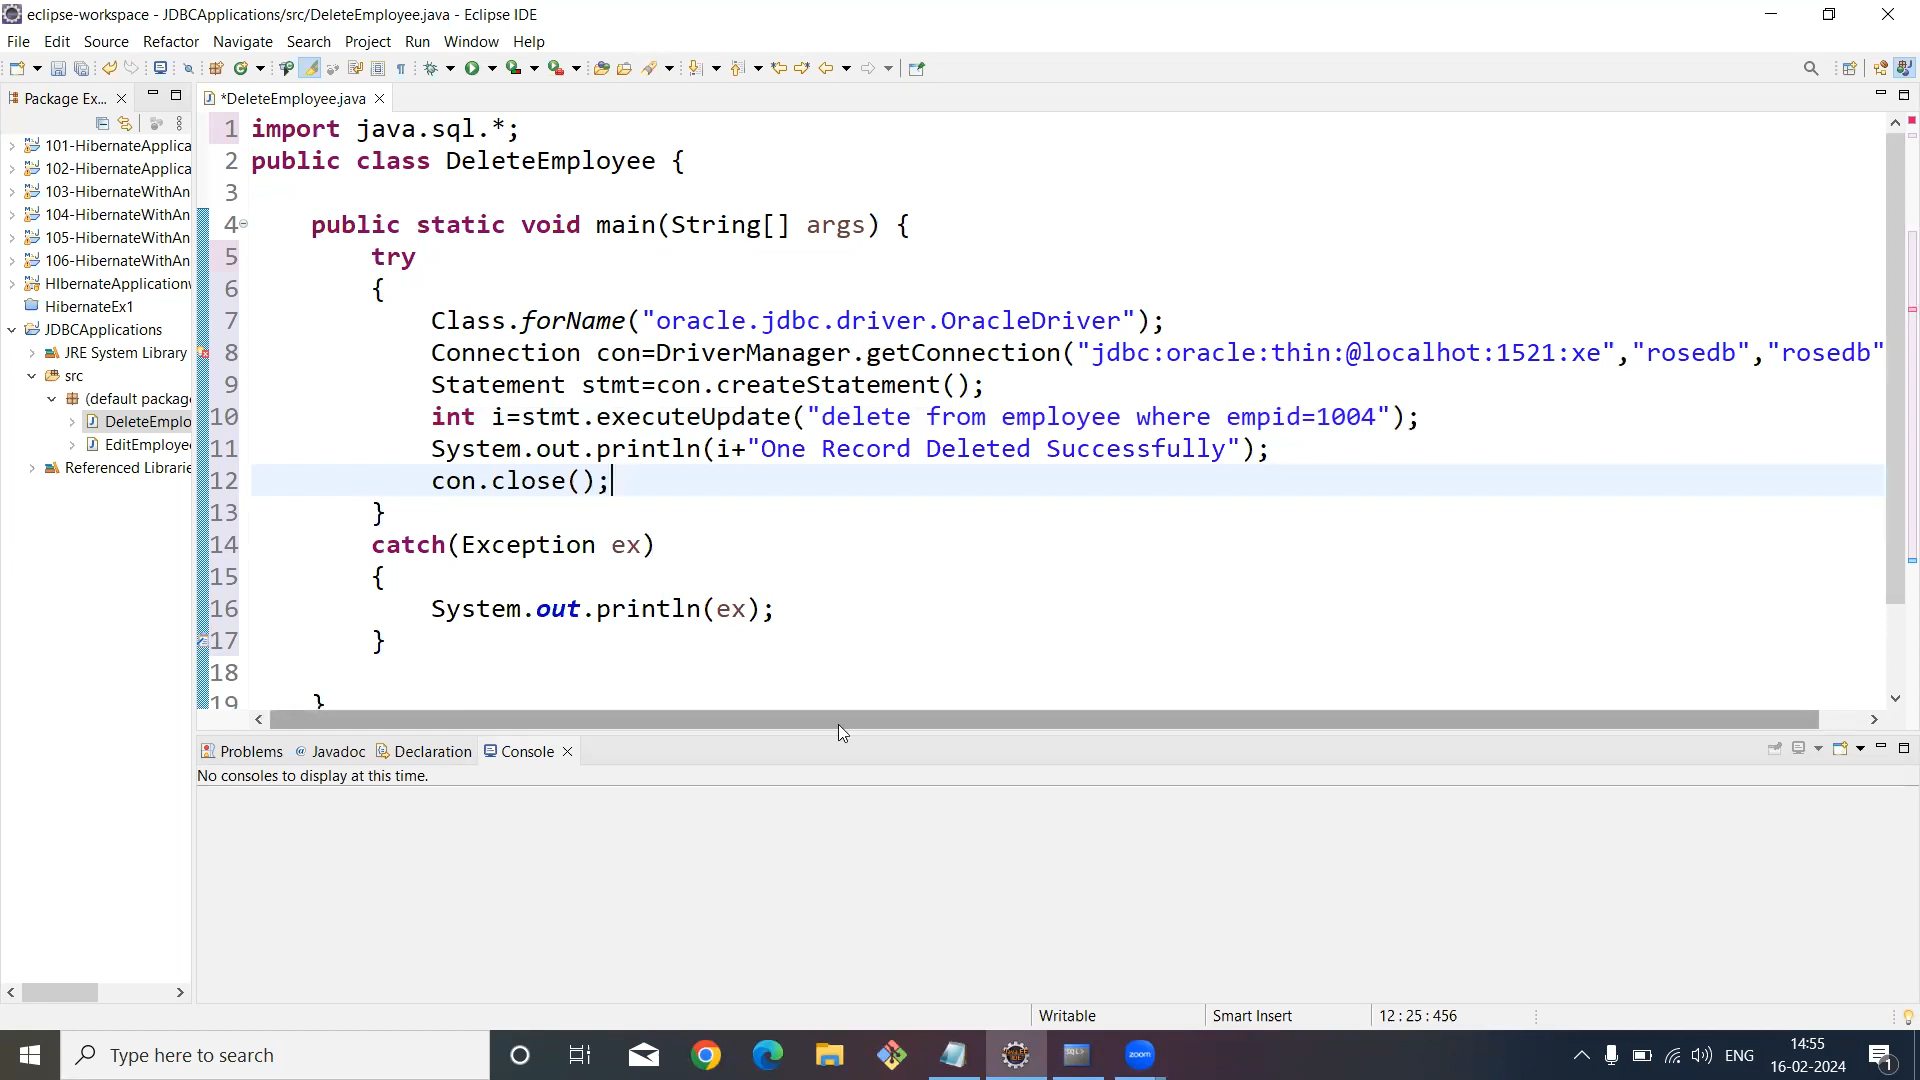 eclipse-workspace - JDBCApplications/src/DeleteEmployee.java - Eclipse IDE
File Edit Source Refactor Navigate Search Project Run Window Help
Package Ex...
*DeleteEmployee.java
101-HibernateApplica
102-HibernateApplica
103-HibernateWithAn
104-HibernateWithAn
105-HibernateWithAn
106-HibernateWithAn
HIbernateApplication
HibernateEx1
JDBCApplications
JRE System Library
src
(default package
DeleteEmplo
EditEmployee
Referenced Librarie
1 import java.sql.*;
2 public class DeleteEmployee {
3
4 public static void main(String[] args) {
5 try
6 {
7 Class.forName("oracle.jdbc.driver.OracleDriver");
8 Connection con=DriverManager.getConnection("jdbc:oracle:thin:@localhot:1521:xe","rosedb","rosedb"
9 Statement stmt=con.createStatement();
10 int i=stmt.executeUpdate("delete from employee where empid=1004");
11 System.out.println(i+"One Record Deleted Successfully");
12 con.close();
13 }
14 catch(Exception ex)
15 {
16 System.out.println(ex);
17 }
18
19 }
Problems @ Javadoc Declaration Console
No consoles to display at this time.
Writable Smart Insert 12 : 25 : 456
Type here to search
zoom
ENG
14:55
16-02-2024
1